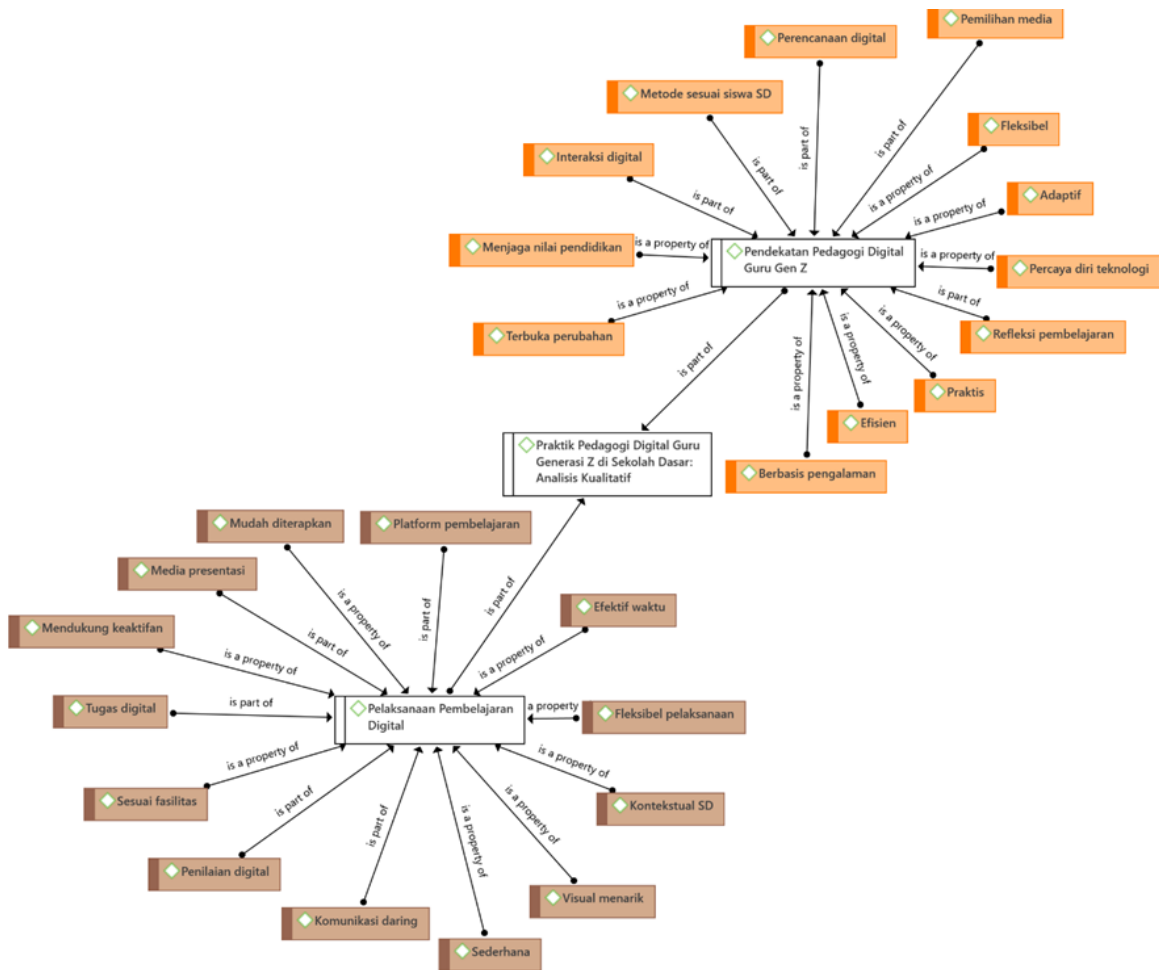 Pemilihan media
Perencanaan digital
is part of
is part of
Metode sesuai siswa SD
is part of
Fleksibel
is a property of
Interaksi digital
is part of
Adaptif
is a property of
Menjaga nilai pendidikan
is a property of
Pendekatan Pedagogi Digital
Guru Gen Z
is a property of
Percaya diri teknologi
is a property of
Terbuka perubahan
is part of
Refleksi pembelajaran
is a property of
Praktis
is a property of
Efisien
is a property of
Berbasis pengalaman
is part of
Praktik Pedagogi Digital Guru
Generasi Z di Sekolah Dasar:
Analisis Kualitatif
is part of
Mudah diterapkan
is a property of
Platform pembelajaran
is part of
Media presentasi
is part of
Efektif waktu
is a property of
Mendukung keaktifan
is a property of
Tugas digital
is part of
Pelaksanaan Pembelajaran
Digital
a property
Fleksibel pelaksanaan
is a property of
Sesuai fasilitas
is a property of
Kontekstual SD
is part of
Penilaian digital
is part of
Komunikasi daring
is a property of
Sederhana
is a property of
Visual menarik